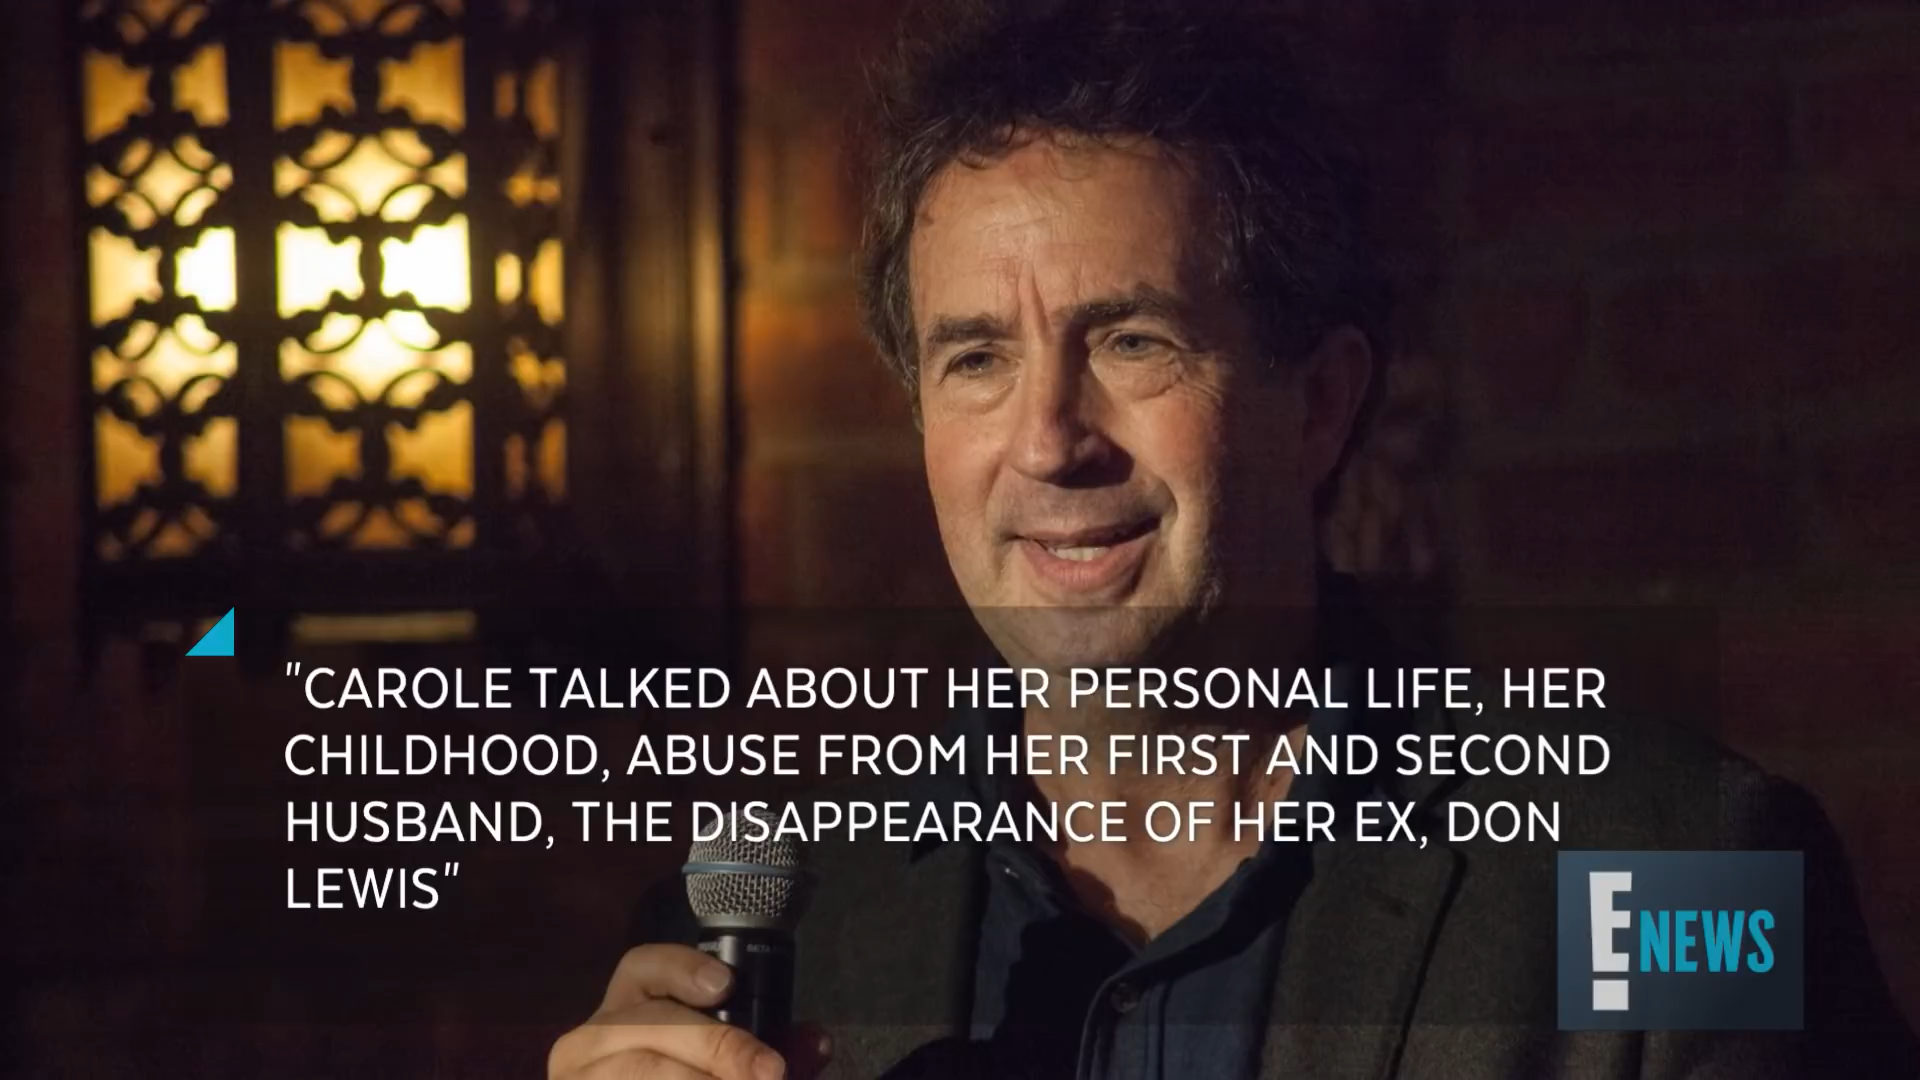 "CAROLE TALKED ABOUT HER PERSONAL LIFE, HER
CHILDHOOD, ABUSE FROM HER FIRST AND SECOND
HUSBAND, THE DISAPPEARANCE OF HER EX, DON
LEWIS"
E! NEWS